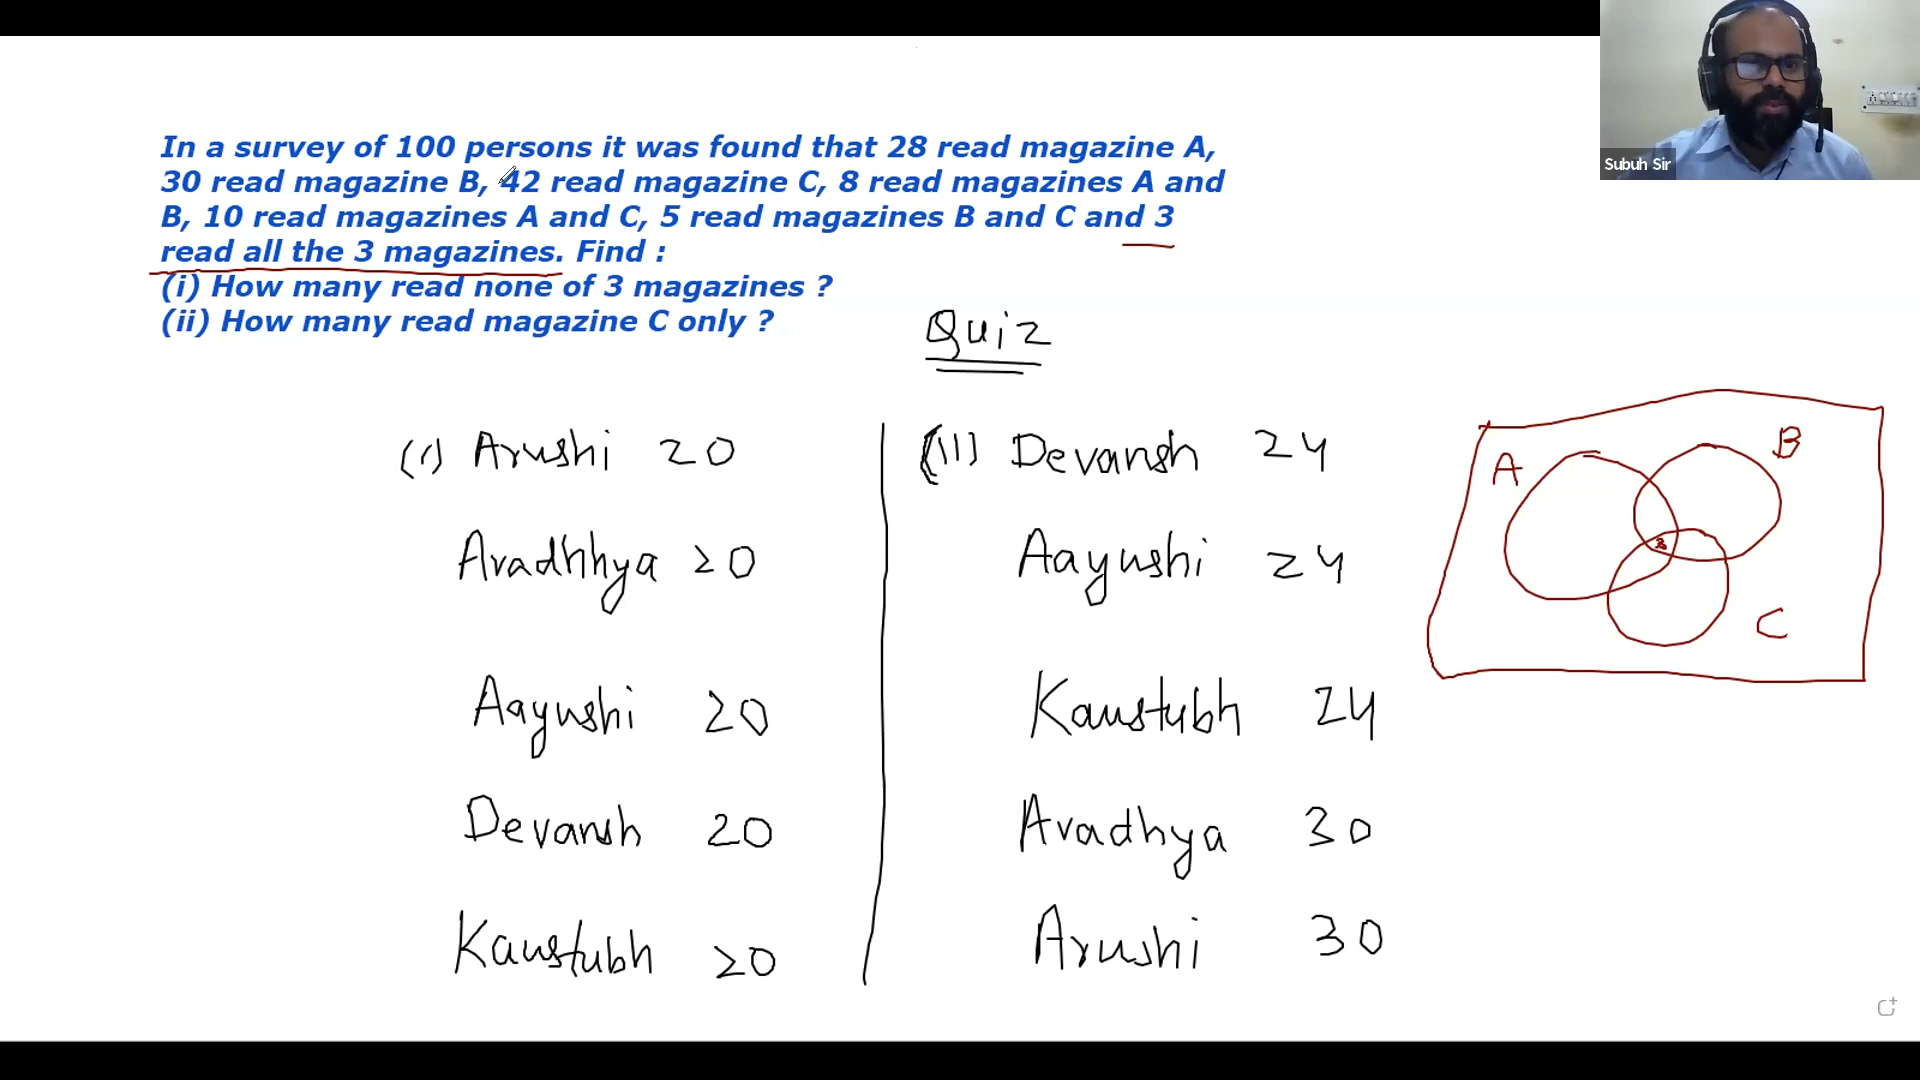 In a survey of 100 persons it was found that 28 read magazine A,
30 read magazine B, 42 read magazine C, 8 read magazines A and
B, 10 read magazines A and C, 5 read magazines B and C and 3
read all the 3 magazines. Find :
(i) How many read none of 3 magazines ?
(ii) How many read magazine C only ?
Subuh Sir
Quiz
(i) Arushi 20
Aradhhya 20
Aayushi 20
Devansh 20
Kaustubh 20
(II) Devansh 24
Aayushi 24
Kaustubh 24
Aradhya 30
Arushi 30
A
B
3
C